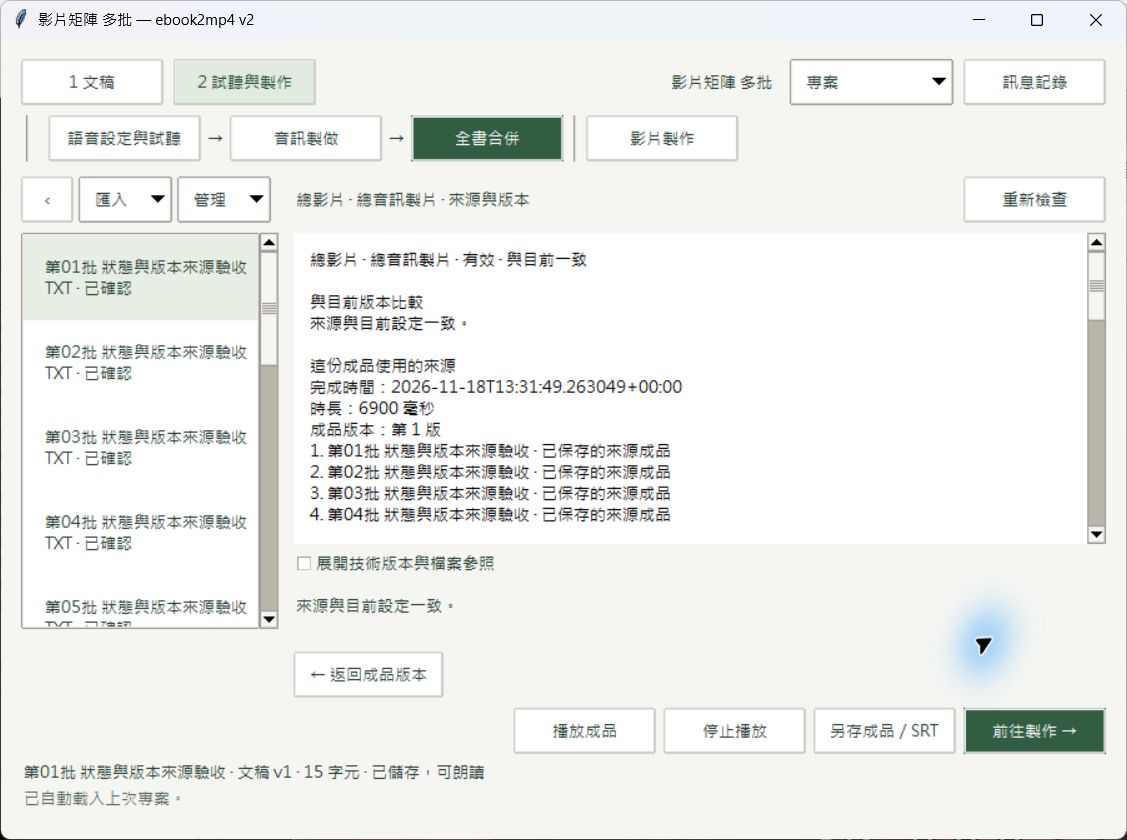 影片矩陣 多批 — ebook2mp4 v2
1 文稿
2 試聽與製作
影片矩陣 多批
專案
訊息記錄
語音設定與試聽
→
音訊製做
→
全書合併
影片製作
‹
匯入
管理
總影片 · 總音訊製片 · 來源與版本
重新檢查
第01批 狀態與版本來源驗收
TXT · 已確認
第02批 狀態與版本來源驗收
TXT · 已確認
第03批 狀態與版本來源驗收
TXT · 已確認
第04批 狀態與版本來源驗收
TXT · 已確認
第05批 狀態與版本來源驗收
TXT · 已確認
總影片 · 總音訊製片 · 有效 · 與目前一致
與目前版本比較
來源與目前設定一致。
這份成品使用的來源
完成時間：2026-11-18T13:31:49.263049+00:00
時長：6900 毫秒
成品版本：第 1 版
1. 第01批 狀態與版本來源驗收 · 已保存的來源成品
2. 第02批 狀態與版本來源驗收 · 已保存的來源成品
3. 第03批 狀態與版本來源驗收 · 已保存的來源成品
4. 第04批 狀態與版本來源驗收 · 已保存的來源成品
展開技術版本與檔案參照
來源與目前設定一致。
← 返回成品版本
播放成品
停止播放
另存成品 / SRT
前往製作 →
第01批 狀態與版本來源驗收 · 文稿 v1 · 15 字元 · 已儲存，可朗讀
已自動載入上次專案。